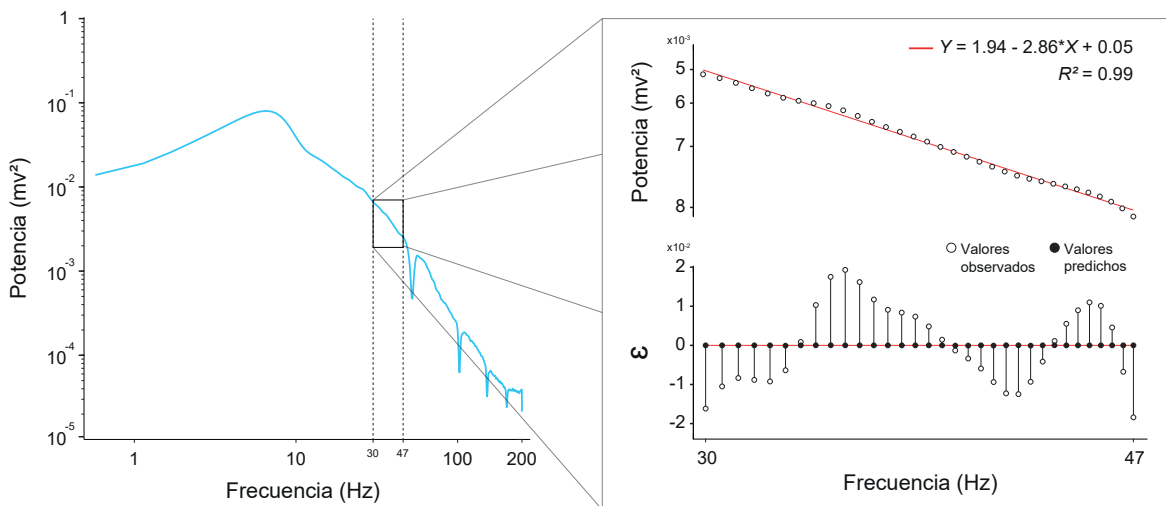 Potencia (mv²)
1
10⁻¹
10⁻²
10⁻³
10⁻⁴
10⁻⁵
1
10
30
47
100
200
Frecuencia (Hz)
x10⁻³
Potencia (mv²)
5
6
7
8
Y = 1.94 - 2.86*X + 0.05
R² = 0.99
x10⁻²
ε
2
1
0
-1
-2
Valores
observados
Valores
predichos
30
47
Frecuencia (Hz)